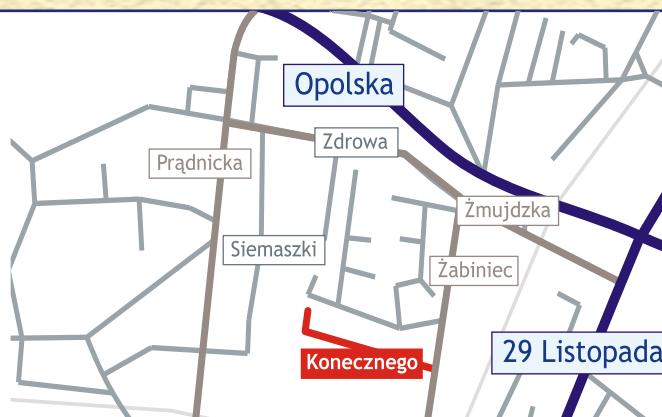 Opolska
Zdrowa
Prądnicka
Żmujdzka
Siemaszki
Żabiniec
29 Listopada
Konecznego